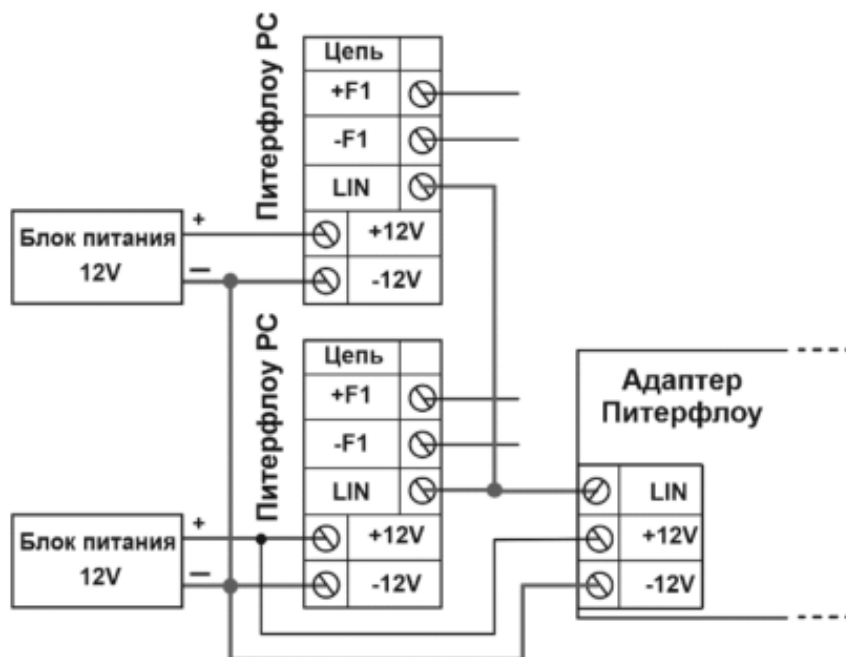 Питерфлоу РС
Цепь
+F1
-F1
LIN
+12V
-12V
Блок питания
12V
+
−
Питерфлоу РС
Цепь
+F1
-F1
LIN
+12V
-12V
Блок питания
12V
+
−
Адаптер
Питерфлоу
LIN
+12V
-12V